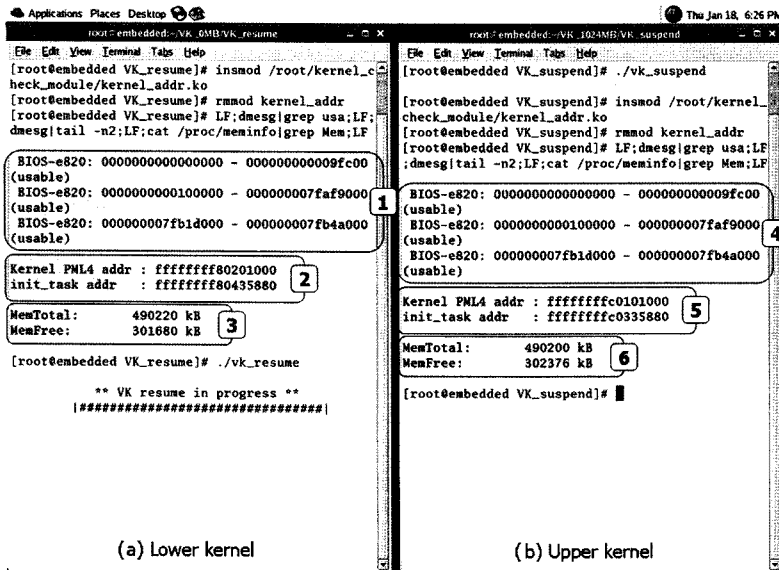 Applications Places Desktop
Thu Jan 18, 6:26 PM
root@embedded:~/VK_0MB/VK_resume
File Edit View Terminal Tabs Help
[root@embedded VK_resume]# insmod /root/kernel_c
heck_module/kernel_addr.ko
[root@embedded VK_resume]# rmmod kernel_addr
[root@embedded VK_resume]# LF;dmesg|grep usa;LF;
dmesg|tail -n2;LF;cat /proc/meminfo|grep Mem;LF
BIOS-e820: 0000000000000000 - 000000000009fc00
(usable)
BIOS-e820: 0000000000100000 - 000000007faf9000
(usable)
BIOS-e820: 000000007fb1d000 - 000000007fb4a000
(usable)
1
Kernel PML4 addr : ffffffff80201000
init_task addr : ffffffff80435880
2
MemTotal: 490220 kB
MemFree: 301680 kB
3
[root@embedded VK_resume]# ./vk_resume
** VK resume in progress **
|################################|
(a) Lower kernel
root@embedded:~/VK_1024MB/VK_suspend
File Edit View Terminal Tabs Help
[root@embedded VK_suspend]# ./vk_suspend
[root@embedded VK_suspend]# insmod /root/kernel_
check_module/kernel_addr.ko
[root@embedded VK_suspend]# rmmod kernel_addr
[root@embedded VK_suspend]# LF;dmesg|grep usa;LF
;dmesg|tail -n2;LF;cat /proc/meminfo|grep Mem;LF
BIOS-e820: 0000000000000000 - 000000000009fc00
(usable)
BIOS-e820: 0000000000100000 - 000000007faf9000
(usable)
BIOS-e820: 000000007fb1d000 - 000000007fb4a000
(usable)
4
Kernel PML4 addr : ffffffffc0101000
init_task addr : ffffffffc0335880
5
MemTotal: 490200 kB
MemFree: 302376 kB
6
[root@embedded VK_suspend]#
(b) Upper kernel